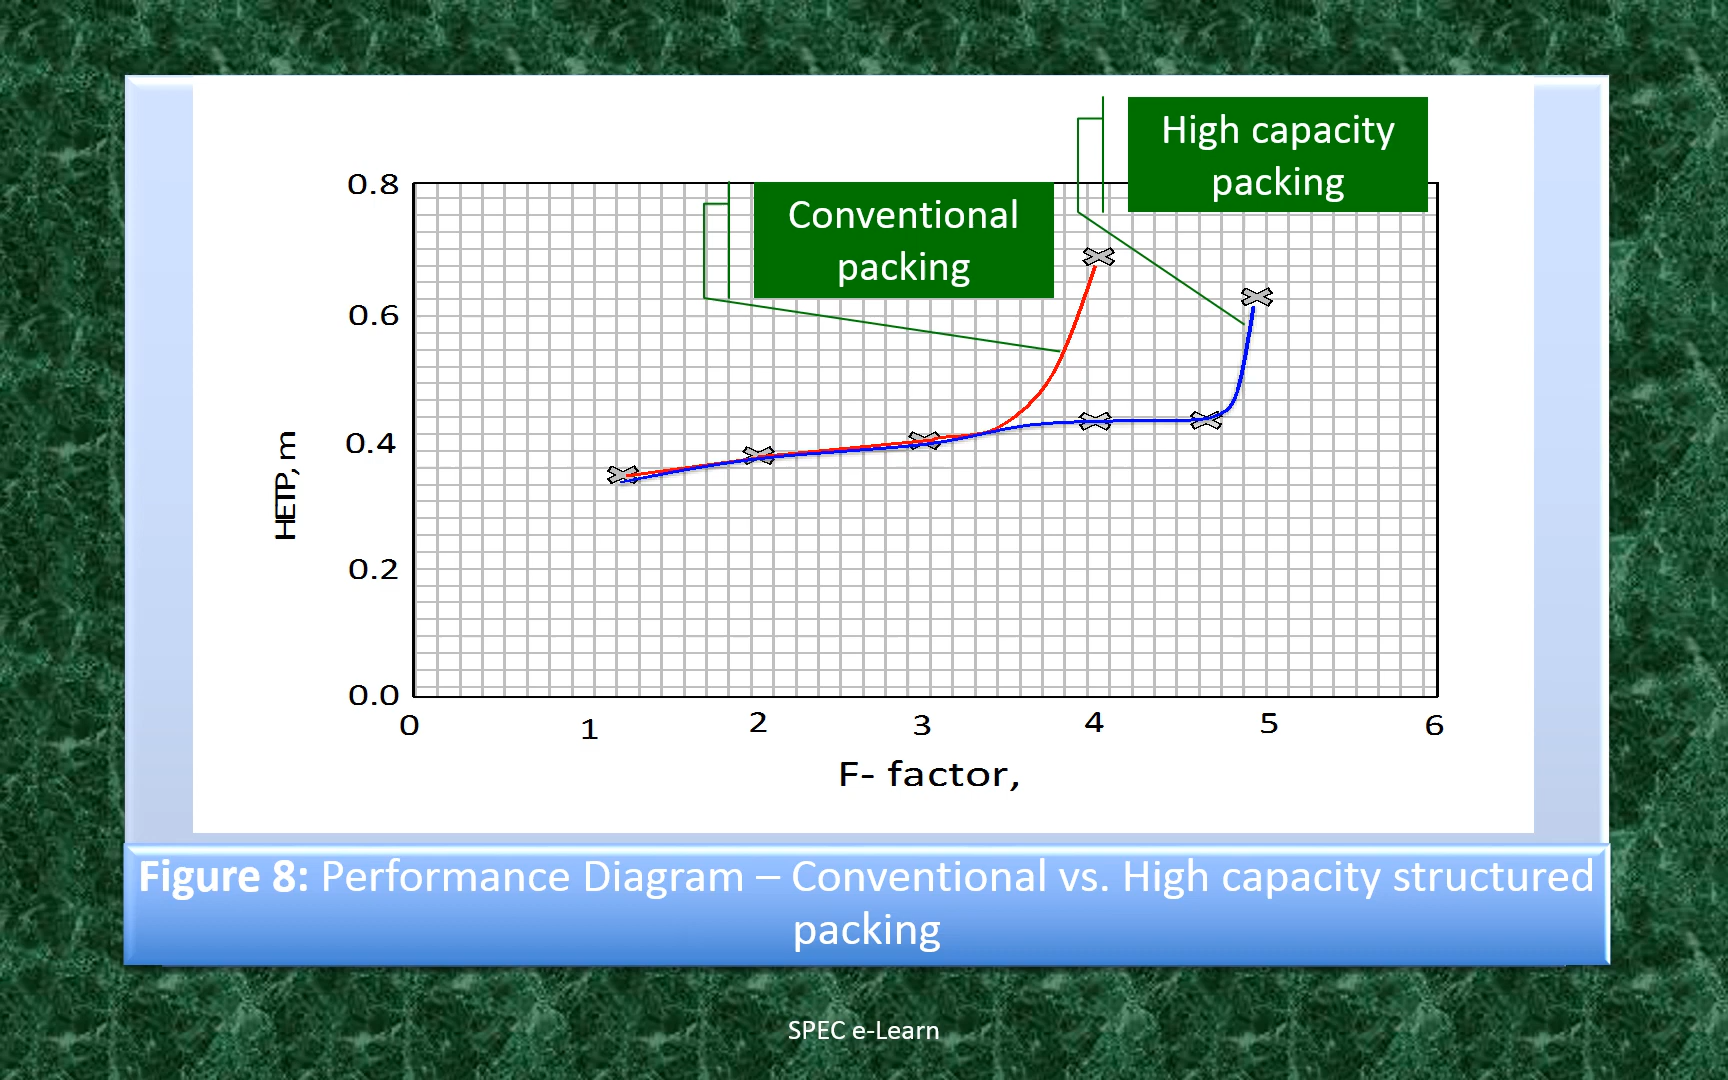 High capacity
packing
Conventional
packing
0.8
0.6
0.4
0.2
0.0
HETP, m
0 1 2 3 4 5 6
F- factor,
Figure 8: Performance Diagram – Conventional vs. High capacity structured
packing
SPEC e-Learn